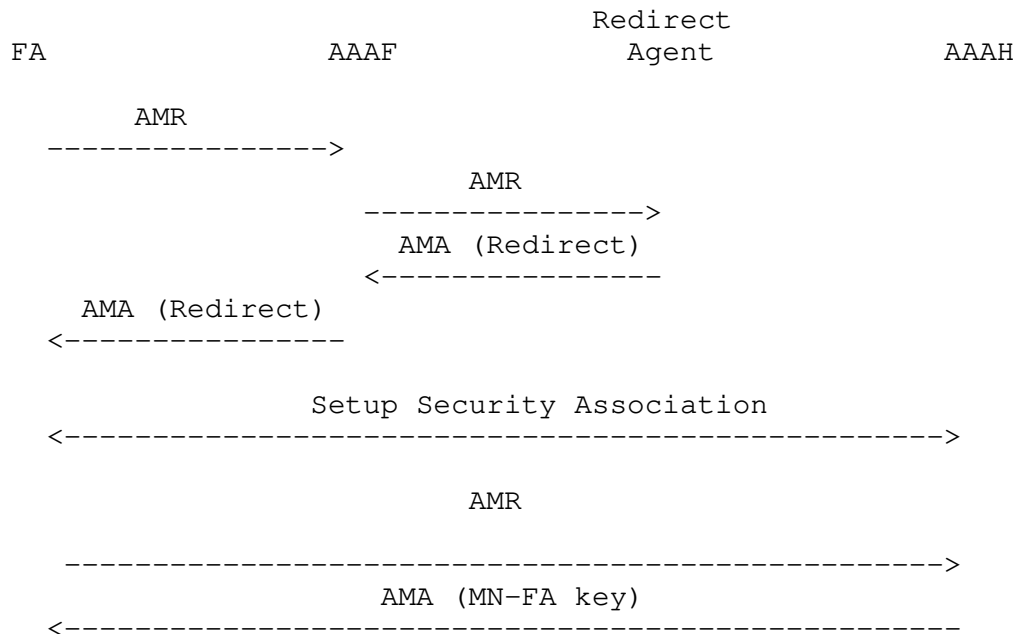 Redirect
FA AAAF Agent AAAH
AMR
---------------->
AMR
---------------->
AMA (Redirect)
<----------------
AMA (Redirect)
<----------------
Setup Security Association
<-------------------------------------------------->
AMR
-------------------------------------------------->
AMA (MN-FA key)
<---------------------------------------------------